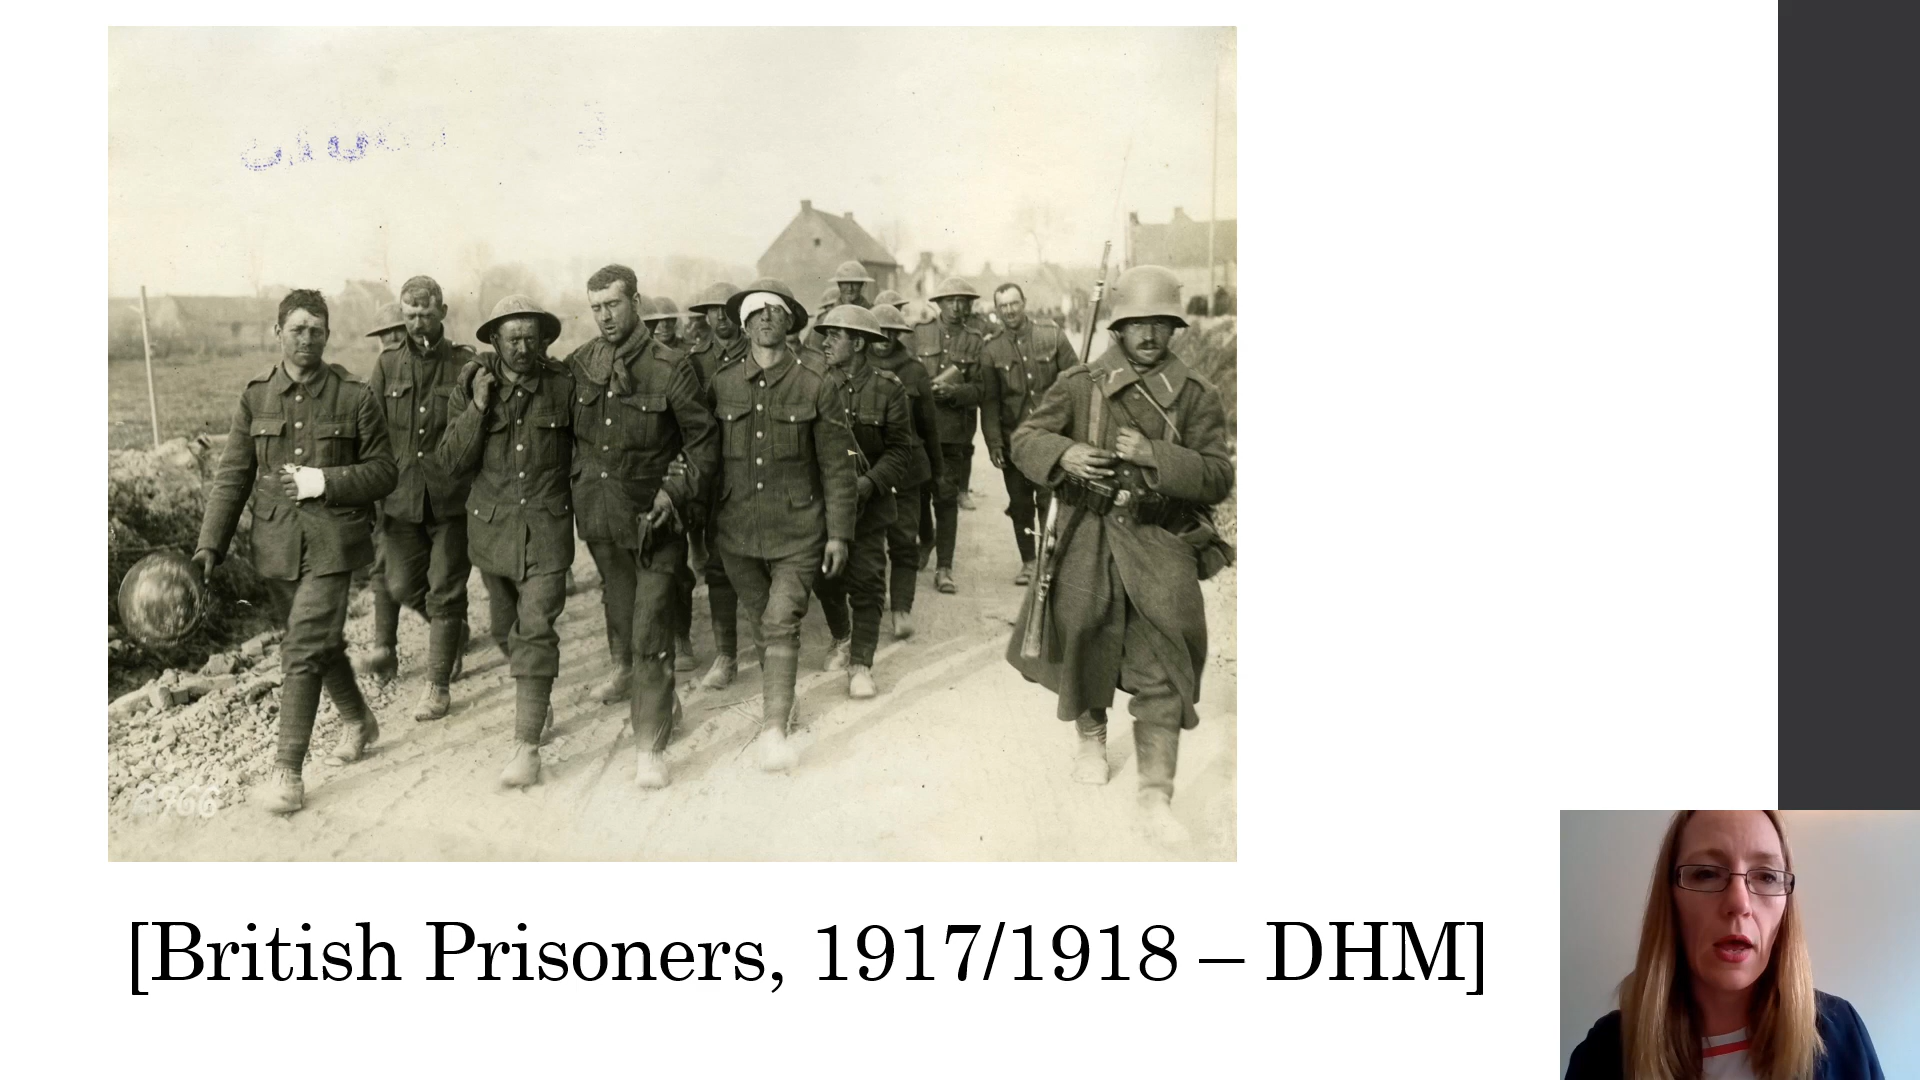 [British Prisoners, 1917/1918 – DHM]